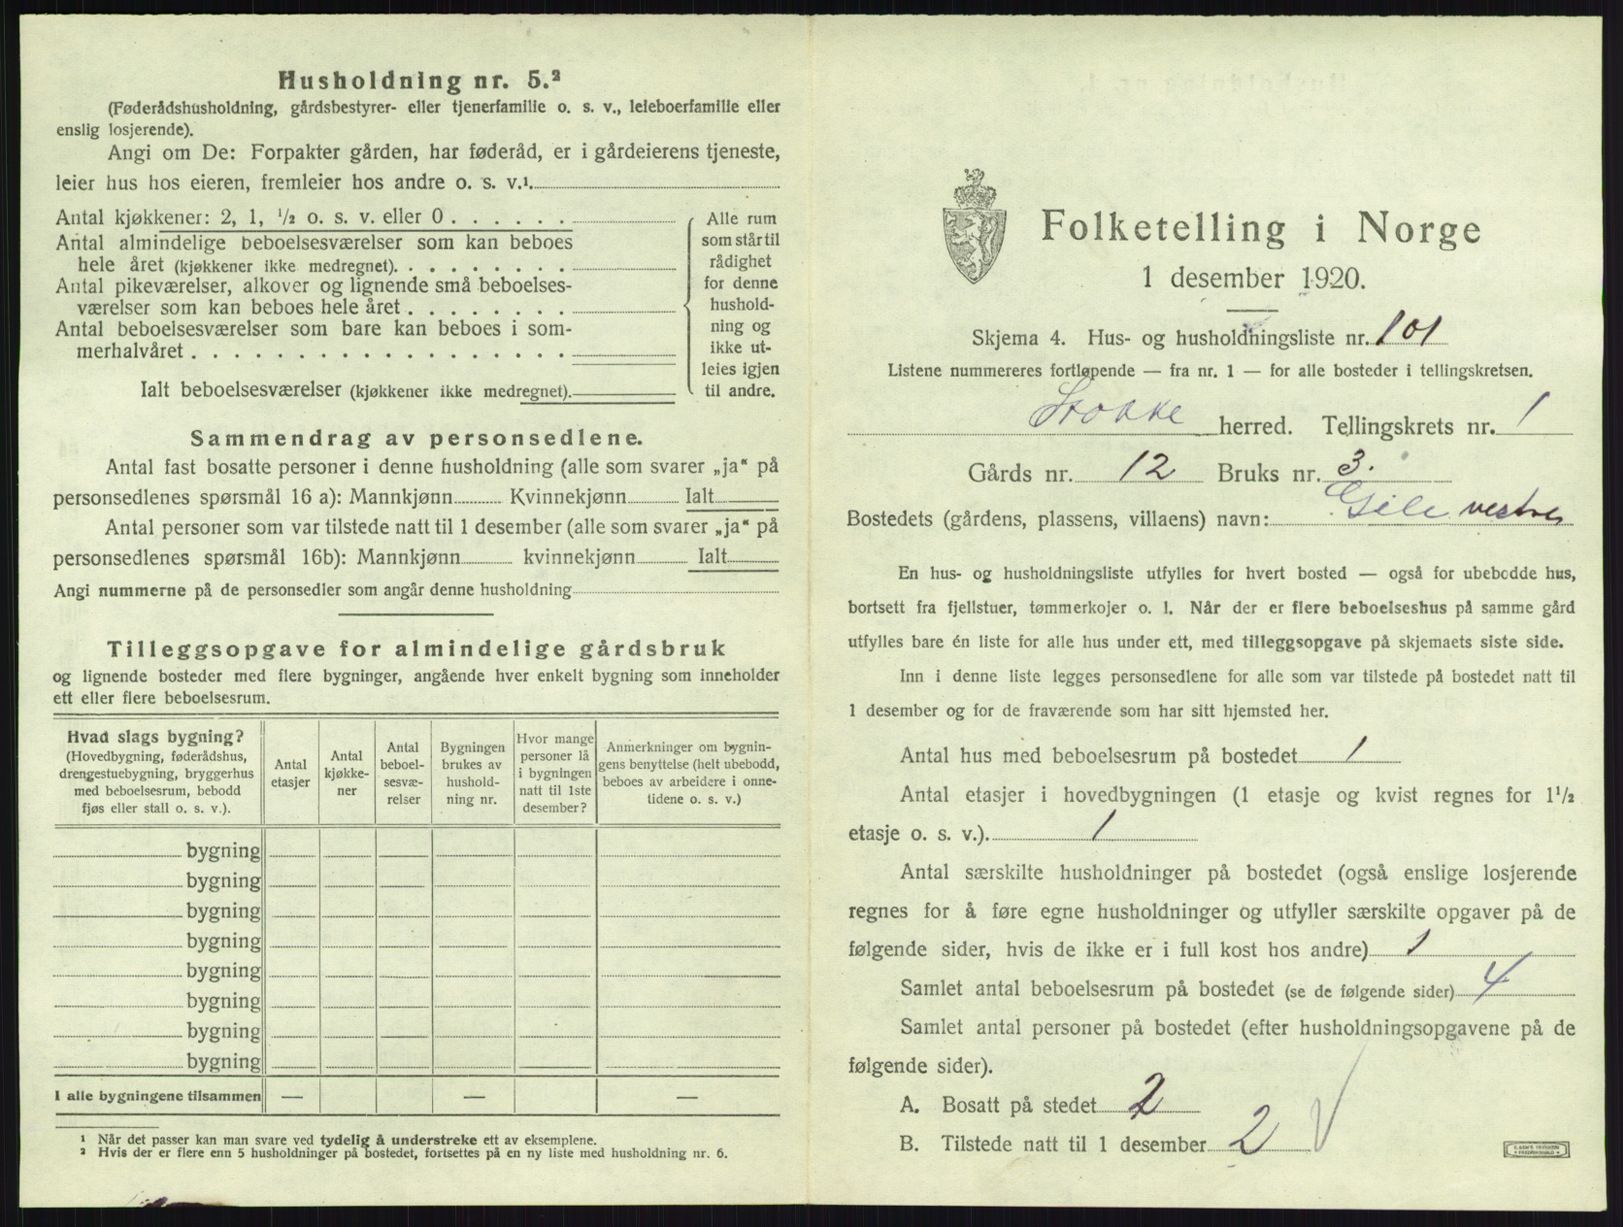 Husholdning nr. 5.²
(Føderådshusholdning, gårdsbestyrer- eller tjenerfamilie o. s. v., leieboerfamilie eller
enslig losjerende).
Angi om De: Forpakter gården, har føderåd, er i gårdeierens tjeneste,
leier hus hos eieren, fremleier hos andre o. s. v.¹
Antal kjøkkener: 2, 1, ½ o. s. v. eller 0 . . . . . .
Antal almindelige beboelsesværelser som kan beboes
hele året (kjøkkener ikke medregnet). . . . . . . . .
Antal pikeværelser, alkover og lignende små beboelses-
værelser som kan beboes hele året . . . . . . . .
Antal beboelsesværelser som bare kan beboes i som-
merhalvåret . . . . . . . . . . . . . . . . . .
Ialt beboelsesværelser (kjøkkener ikke medregnet).
Alle rum
som står til
rådighet
for denne
hushold-
ning og
ikke ut-
leies igjen
til andre.
Sammendrag av personsedlene.
Antal fast bosatte personer i denne husholdning (alle som svarer „ja“ på
personsedlenes spørsmål 16 a): Mannkjønn Kvinnekjønn Ialt
Antal personer som var tilstede natt til 1 desember (alle som svarer „ja“ på
personsedlenes spørsmål 16b): Mannkjønn kvinnekjønn Ialt
Angi nummerne på de personsedler som angår denne husholdning
Tilleggsopgave for almindelige gårdsbruk
og lignende bosteder med flere bygninger, angående hver enkelt bygning som inneholder
ett eller flere beboelsesrum.
Hvad slags bygning?
(Hovedbygning, føderådshus,
drengestuebygning, bryggerhus
med beboelsesrum, bebodd
fjøs eller stall o. s. v.).
Antal
etasjer
Antal
kjøkke-
ner
Antal
beboel-
sesvæ-
relser
Bygningen
brukes av
hushold-
ning nr.
Hvor mange
personer lå
i bygningen
natt til 1ste
desember?
Anmerkninger om bygnin-
gens benyttelse (helt ubebodd,
beboes av arbeidere i onne-
tidene o. s. v.)
bygning
bygning
bygning
bygning
bygning
bygning
bygning
bygning
I alle bygningene tilsammen — — —
¹ Når det passer kan man svare ved tydelig å understreke ett av eksemplene.
² Hvis der er flere enn 5 husholdninger på bostedet, fortsettes på en ny liste med husholdning nr. 6.
Folketelling i Norge
1 desember 1920.
Skjema 4. Hus- og husholdningsliste nr. 101
Listene nummereres fortløpende — fra nr. 1 — for alle bosteder i tellingskretsen.
Stokke herred. Tellingskrets nr. 1
Gårds nr. 12 Bruks nr. 3.
Bostedets (gårdens, plassens, villaens) navn: Gile vestre
En hus- og husholdningsliste utfylles for hvert bosted — også for ubebodde hus,
bortsett fra fjellstuer, tømmerkojer o. l. Når der er flere beboelseshus på samme gård
utfylles bare én liste for alle hus under ett, med tilleggsopgave på skjemaets siste side.
Inn i denne liste legges personsedlene for alle som var tilstede på bostedet natt til
1 desember og for de fraværende som har sitt hjemsted her.
Antal hus med beboelsesrum på bostedet 1
Antal etasjer i hovedbygningen (1 etasje og kvist regnes for 1½
etasje o. s. v.). 1
Antal særskilte husholdninger på bostedet (også enslige losjerende
regnes for å føre egne husholdninger og utfyller særskilte opgaver på de
følgende sider, hvis de ikke er i full kost hos andre) 1
Samlet antal beboelsesrum på bostedet (se de følgende sider) 4
Samlet antal personer på bostedet (efter husholdningsopgavene på de
følgende sider).
A. Bosatt på stedet 2
B. Tilstede natt til 1 desember 2 V